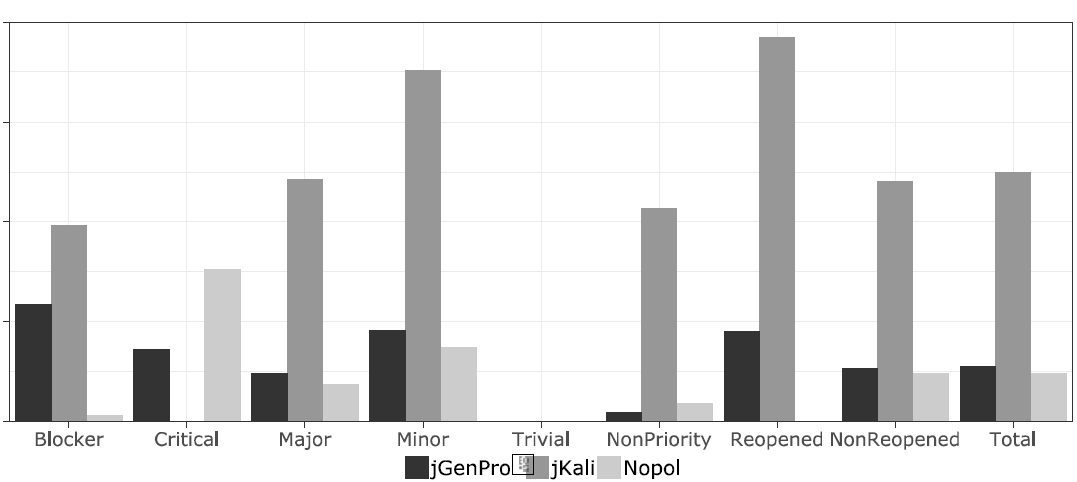 Blocker Critical Major Minor Trivial NonPriority Reopened NonReopened Total
jGenPro jKali Nopol